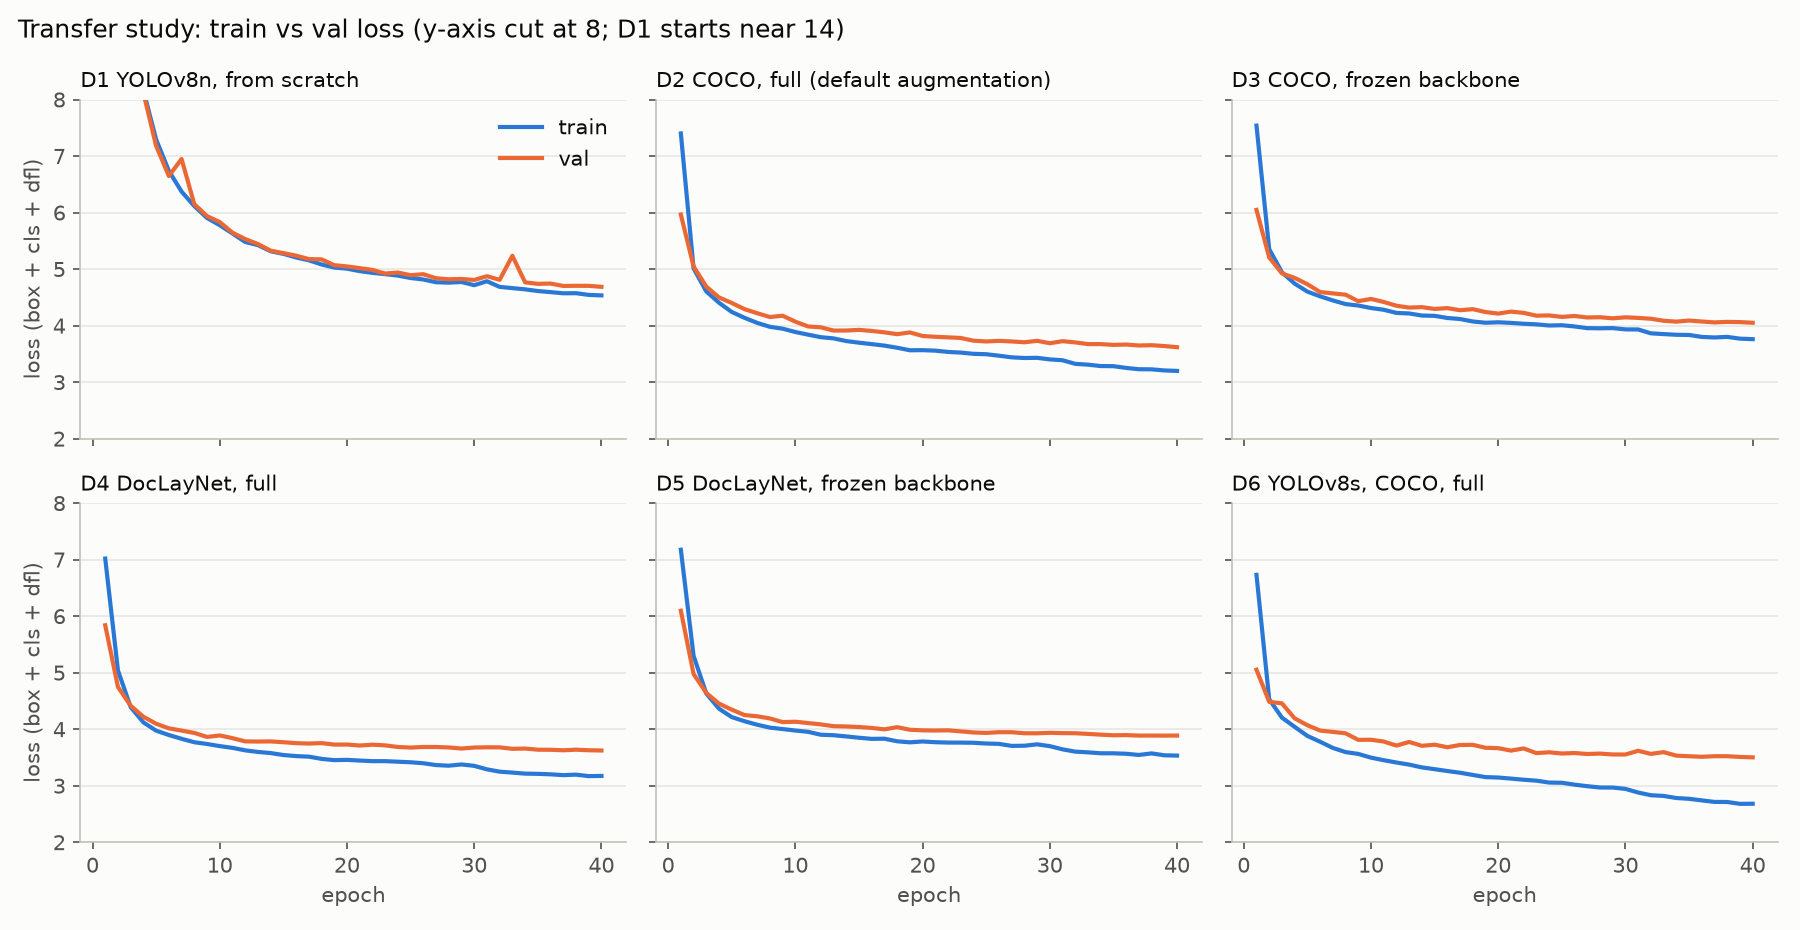 Transfer study: train vs val loss (y-axis cut at 8; D1 starts near 14)
D1 YOLOv8n, from scratch
D2 COCO, full (default augmentation)
D3 COCO, frozen backbone
loss (box + cls + dfl)
8
7
6
5
4
3
2
train
val
D4 DocLayNet, full
D5 DocLayNet, frozen backbone
D6 YOLOv8s, COCO, full
loss (box + cls + dfl)
8
7
6
5
4
3
2
0 10 20 30 40
0 10 20 30 40
0 10 20 30 40
epoch
epoch
epoch